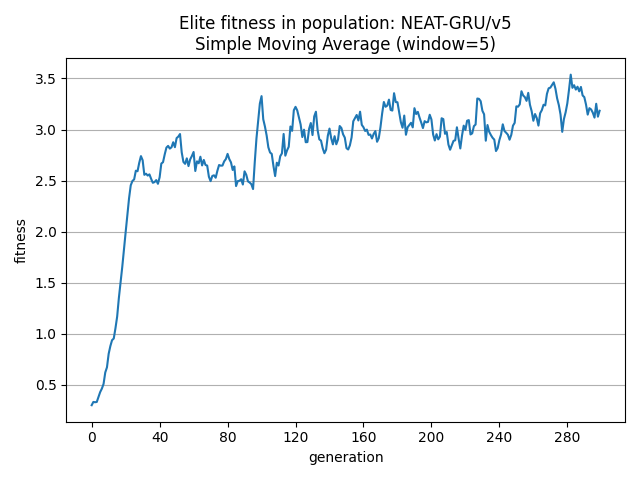 Elite fitness in population: NEAT-GRU/v5
Simple Moving Average (window=5)
3.5
3.0
2.5
2.0
1.5
1.0
0.5
fitness
0 40 80 120 160 200 240 280
generation